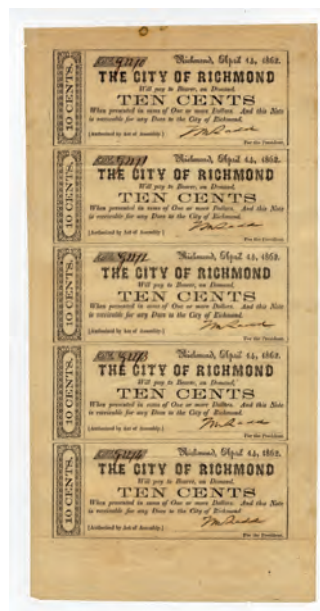 10 CENTS.
Richmond, April 14, 1862.
THE CITY OF RICHMOND
Will pay to Bearer, on Demand,
TEN CENTS
When presented in sums of One or more Dollars. And this Note
is receivable for any Dues to the City of Richmond.
[Authorized by Act of Assembly.]
For the President.
10 CENTS.
Richmond, April 14, 1862.
THE CITY OF RICHMOND
Will pay to Bearer, on Demand,
TEN CENTS
When presented in sums of One or more Dollars. And this Note
is receivable for any Dues to the City of Richmond.
[Authorized by Act of Assembly.]
For the President.
10 CENTS.
Richmond, April 14, 1862.
THE CITY OF RICHMOND
Will pay to Bearer, on Demand,
TEN CENTS
When presented in sums of One or more Dollars. And this Note
is receivable for any Dues to the City of Richmond.
[Authorized by Act of Assembly.]
For the President.
10 CENTS.
Richmond, April 14, 1862.
THE CITY OF RICHMOND
Will pay to Bearer, on Demand,
TEN CENTS
When presented in sums of One or more Dollars. And this Note
is receivable for any Dues to the City of Richmond.
[Authorized by Act of Assembly.]
For the President.
10 CENTS.
Richmond, April 14, 1862.
THE CITY OF RICHMOND
Will pay to Bearer, on Demand,
TEN CENTS
When presented in sums of One or more Dollars. And this Note
is receivable for any Dues to the City of Richmond.
[Authorized by Act of Assembly.]
For the President.